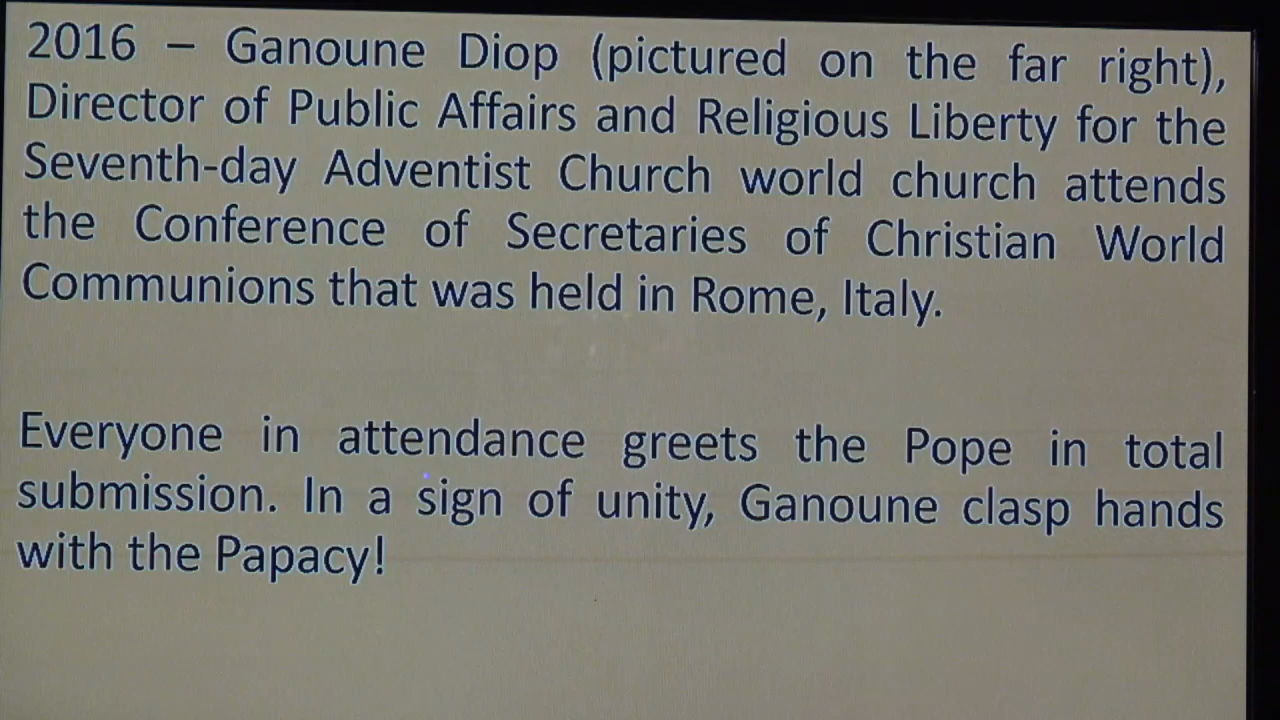 2016 – Ganoune Diop (pictured on the far right),
Director of Public Affairs and Religious Liberty for the
Seventh-day Adventist Church world church attends
the Conference of Secretaries of Christian World
Communions that was held in Rome, Italy.
Everyone in attendance greets the Pope in total
submission. In a sign of unity, Ganoune clasp hands
with the Papacy!